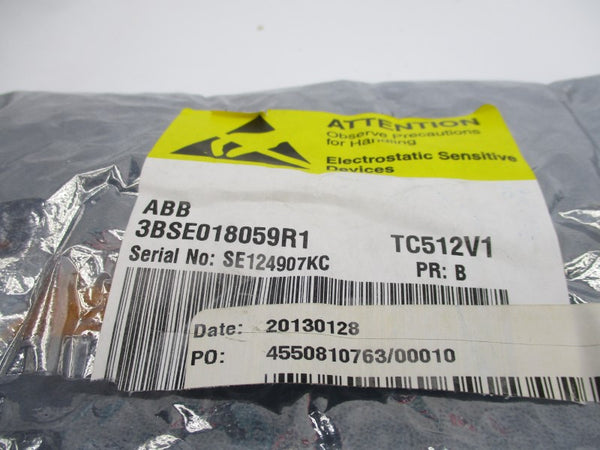 ATTENTION
Observe Precautions
for Handling
Electrostatic Sensitive
Devices
ABB
3BSE018059R1 TC512V1
Serial No: SE124907KC PR: B
Date: 20130128
PO: 4550810763/00010